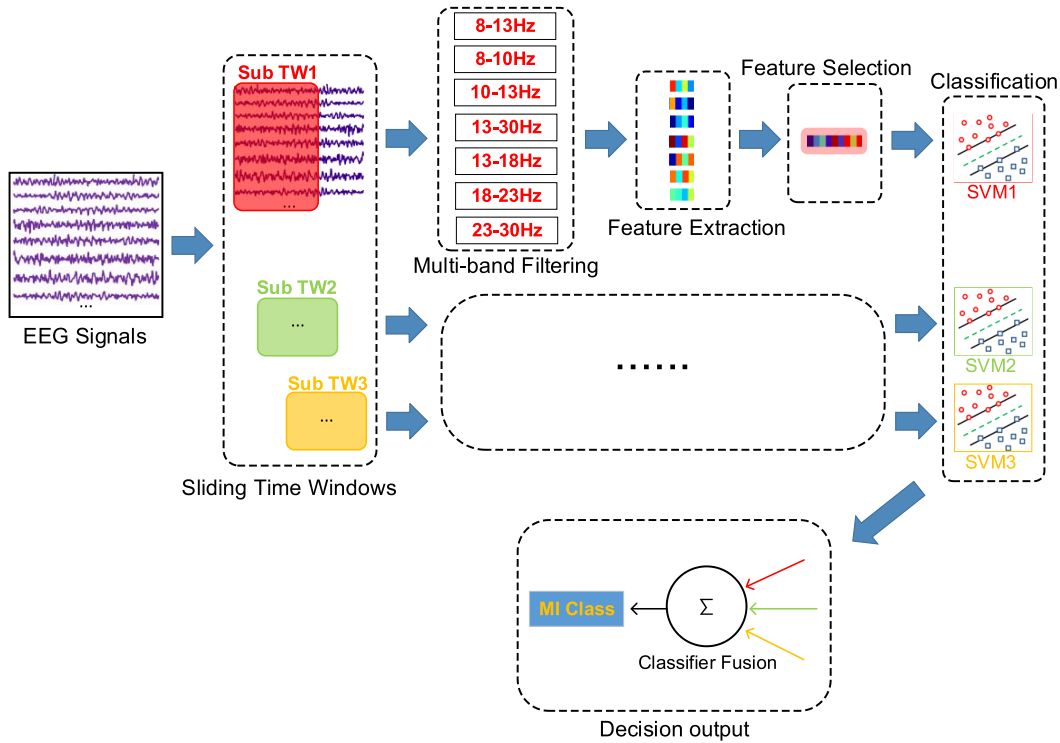 8-13Hz
8-10Hz
10-13Hz
13-30Hz
13-18Hz
18-23Hz
23-30Hz
Multi-band Filtering
Sub TW1
...
Sub TW2
...
Sub TW3
...
Sliding Time Windows
...
EEG Signals
Feature Extraction
Feature Selection
Classification
SVM1
SVM2
SVM3
......
MI Class
Σ
Classifier Fusion
Decision output